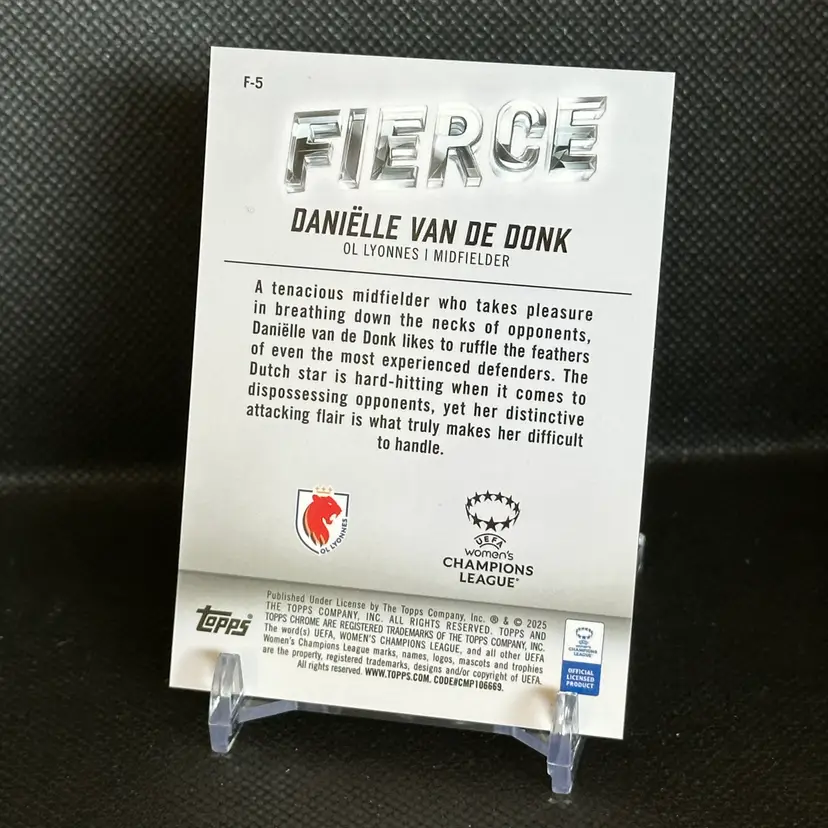 F-5
FIERCE
DANIËLLE VAN DE DONK
OL LYONNES | MIDFIELDER
A tenacious midfielder who takes pleasure
in breathing down the necks of opponents,
Daniëlle van de Donk likes to ruffle the feathers
of even the most experienced defenders. The
Dutch star is hard-hitting when it comes to
dispossessing opponents, yet her distinctive
attacking flair is what truly makes her difficult
to handle.
OL LYONNES
UEFA
women's
CHAMPIONS
LEAGUE
topps®
Published Under License by The Topps Company, Inc. ® & © 2025
THE TOPPS COMPANY, INC. ALL RIGHTS RESERVED. TOPPS AND
TOPPS CHROME ARE REGISTERED TRADEMARKS OF THE TOPPS COMPANY, INC.
The word(s) UEFA, WOMEN'S CHAMPIONS LEAGUE, and all other UEFA
Women's Champions League marks, names, logos, mascots and trophies
are the property, registered trademarks, designs and/or copyright of UEFA.
All rights reserved. WWW.TOPPS.COM. CODE#CMP106669.
CHAMPIONS
LEAGUE
OFFICIAL
LICENSED
PRODUCT